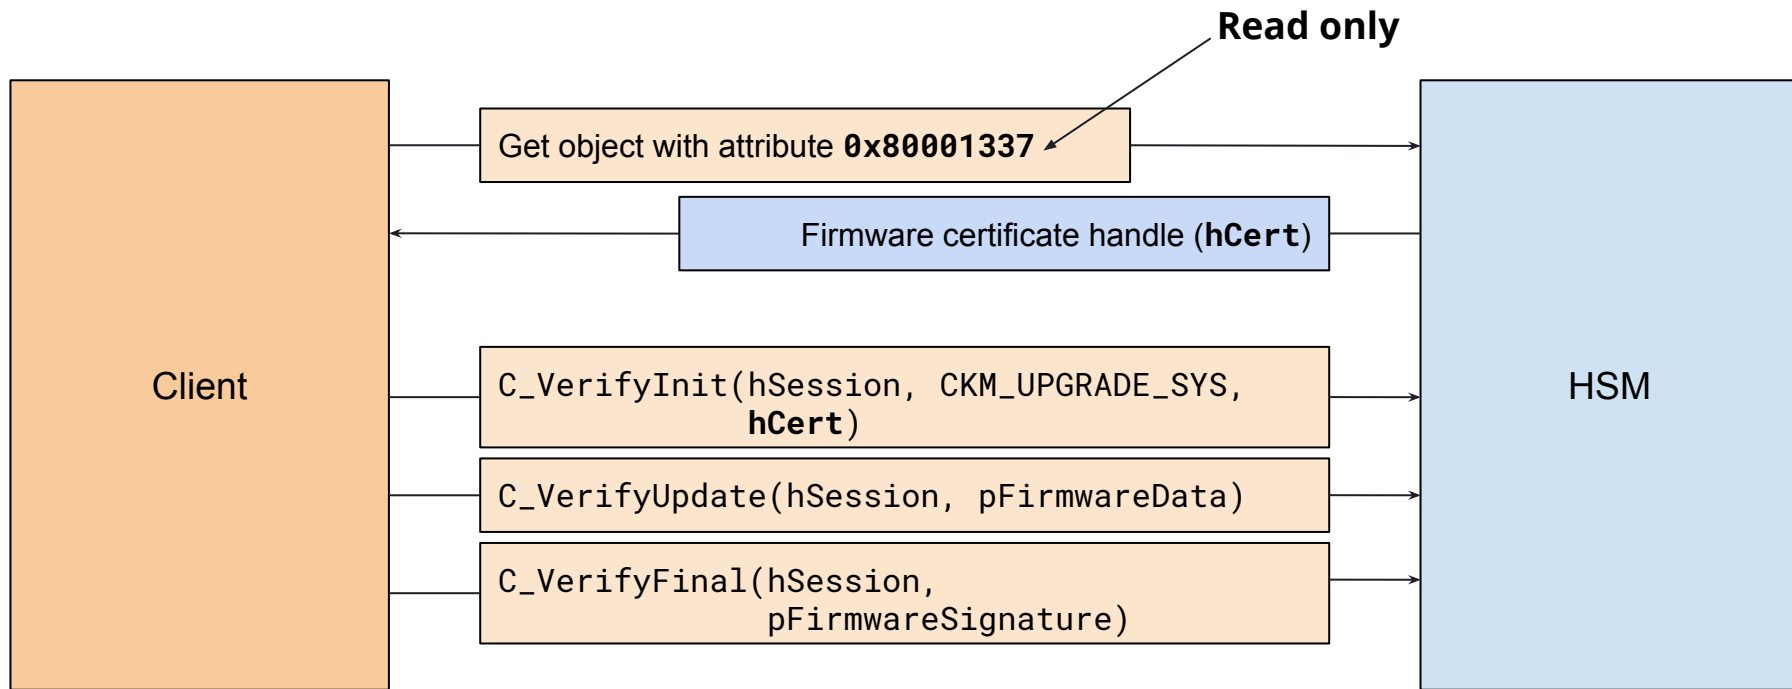 Read only
Get object with attribute 0x80001337
Firmware certificate handle (hCert)
Client
C_VerifyInit(hSession, CKM_UPGRADE_SYS,
hCert)
HSM
C_VerifyUpdate(hSession, pFirmwareData)
C_VerifyFinal(hSession,
pFirmwareSignature)